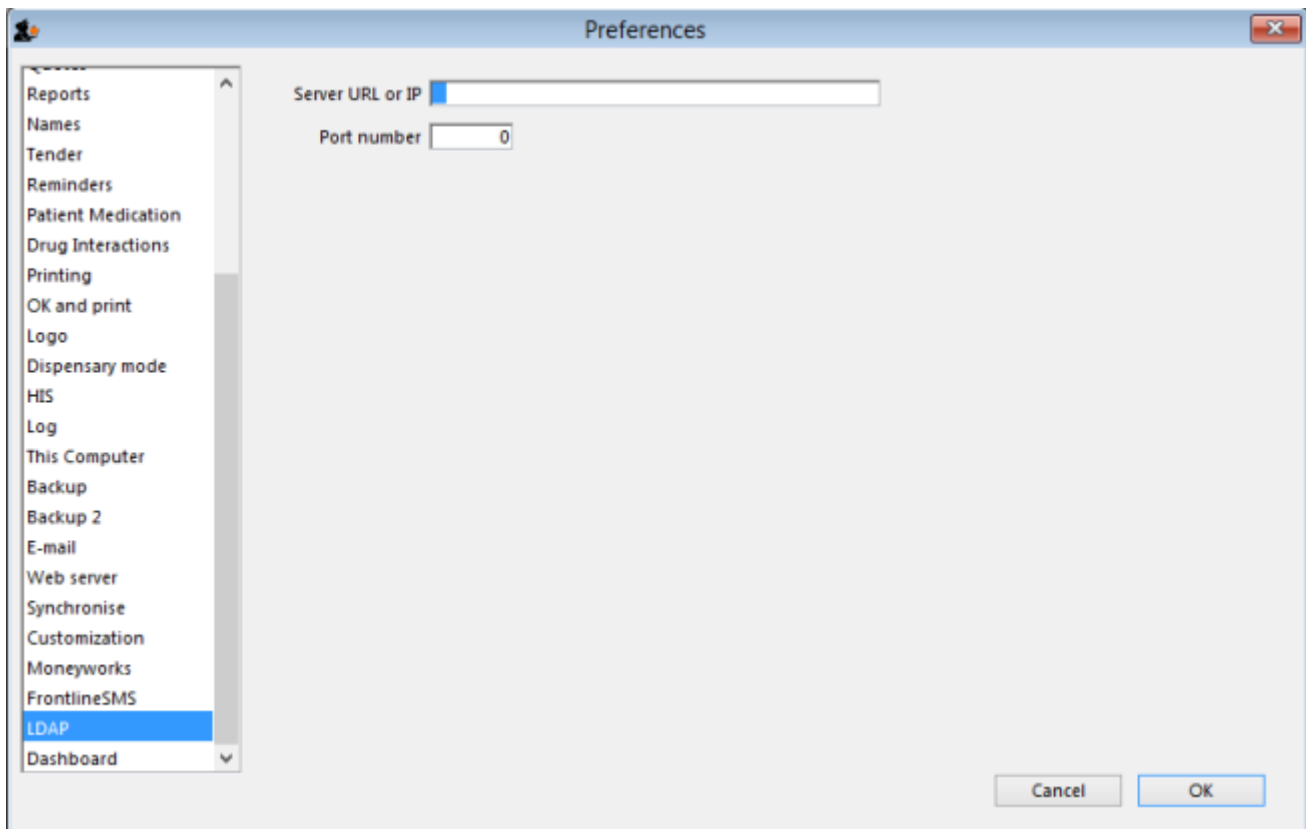 Preferences
Reports
Names
Tender
Reminders
Patient Medication
Drug Interactions
Printing
OK and print
Logo
Dispensary mode
HIS
Log
This Computer
Backup
Backup 2
E-mail
Web server
Synchronise
Customization
Moneyworks
FrontlineSMS
LDAP
Dashboard
Server URL or IP
Port number 0
Cancel OK